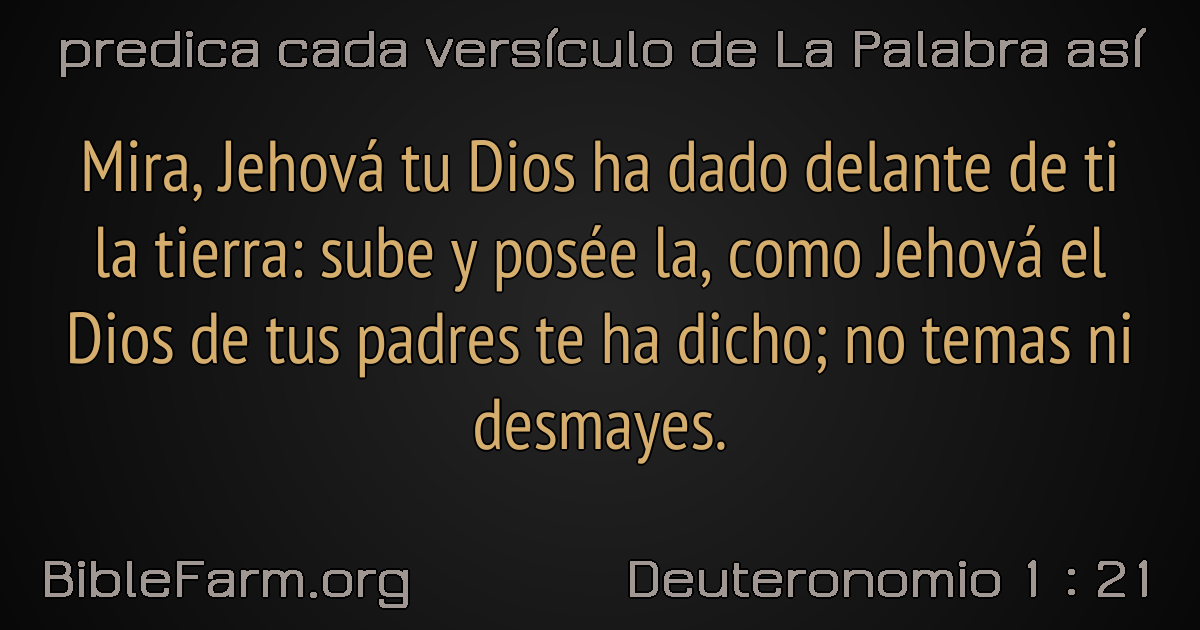 predica cada versículo de La Palabra así
Mira, Jehová tu Dios ha dado delante de ti
la tierra: sube y posée la, como Jehová el
Dios de tus padres te ha dicho; no temas ni
desmayes.
BibleFarm.org
Deuteronomio 1 : 21